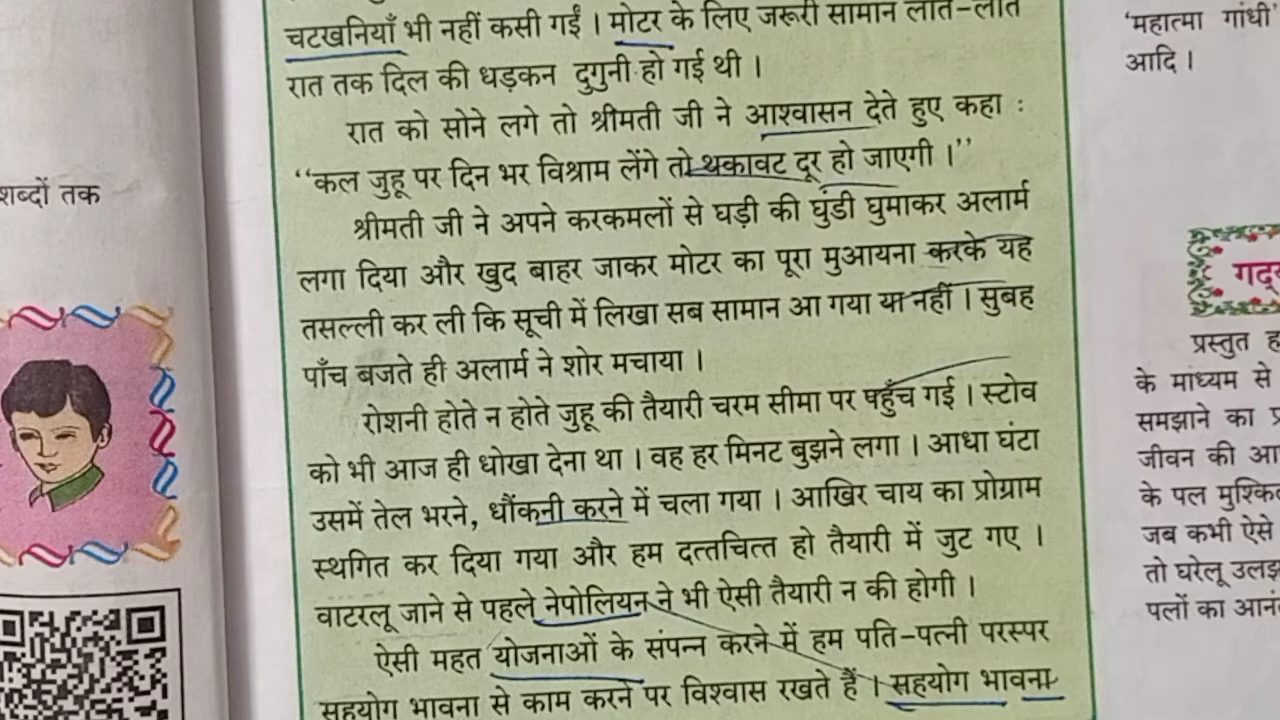 चटखनियाँ भी नहीं कसी गईं । मोटर के लिए जरूरी सामान लाते-लाते
रात तक दिल की धड़कन दुगुनी हो गई थी ।
रात को सोने लगे तो श्रीमती जी ने आश्वासन देते हुए कहा :
‘‘कल जुहू पर दिन भर विश्राम लेंगे तो थकावट दूर हो जाएगी ।’’
श्रीमती जी ने अपने करकमलों से घड़ी की घुंडी घुमाकर अलार्म
लगा दिया और खुद बाहर जाकर मोटर का पूरा मुआयना करके यह
तसल्ली कर ली कि सूची में लिखा सब सामान आ गया या नहीं । सुबह
पाँच बजते ही अलार्म ने शोर मचाया ।
रोशनी होते न होते जुहू की तैयारी चरम सीमा पर पहुँच गई । स्टोव
को भी आज ही धोखा देना था । वह हर मिनट बुझने लगा । आधा घंटा
उसमें तेल भरने, धौंकनी करने में चला गया । आखिर चाय का प्रोग्राम
स्थगित कर दिया गया और हम दत्तचित्त हो तैयारी में जुट गए ।
वाटरलू जाने से पहले नेपोलियन ने भी ऐसी तैयारी न की होगी ।
ऐसी महत योजनाओं के संपन्न करने में हम पति-पत्नी परस्पर
सहयोग भावना से काम करने पर विश्वास रखते हैं । सहयोग भावना
शब्दों तक
‘महात्मा गांधी’
आदि ।
प्रस्तुत
के माध्यम से
समझाने का
जीवन की
के पल
जब कभी ऐसे
तो घरेलू
पलों का